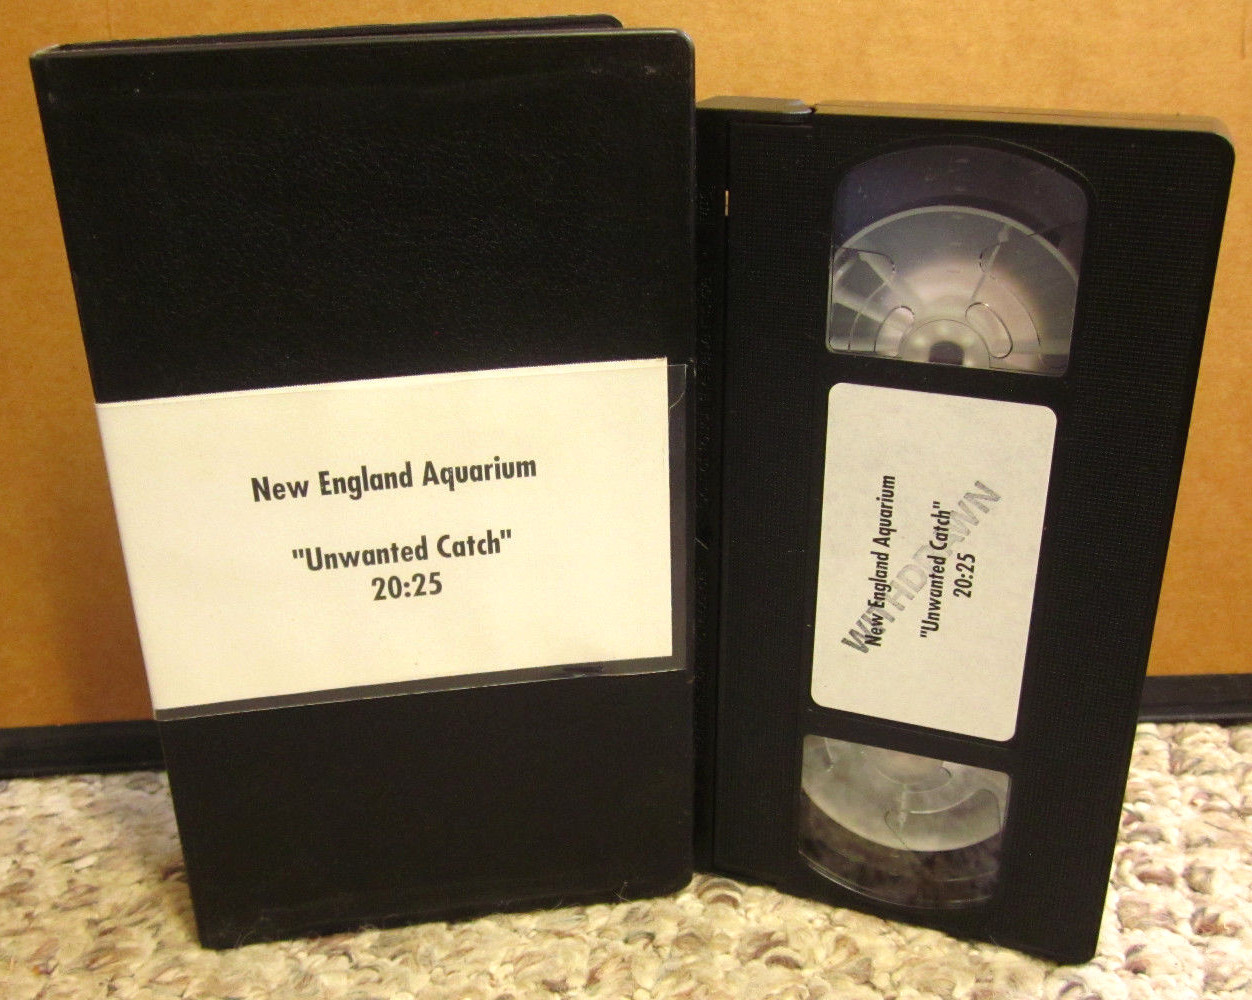 New England Aquarium
"Unwanted Catch"
20:25
New England Aquarium
"Unwanted Catch"
20:25
WITHDRAWN